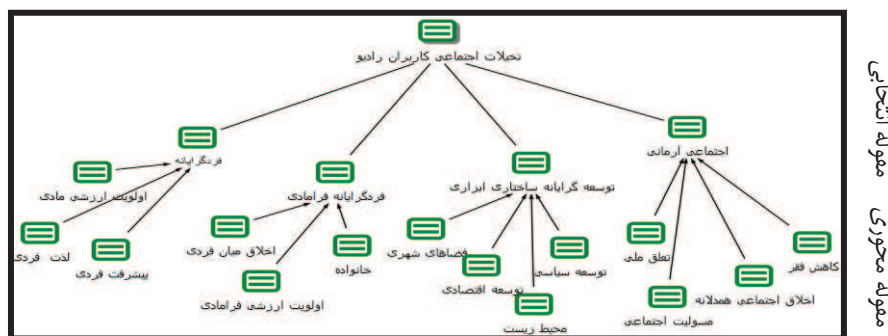 تخیلات اجتماعی کاربران رادیو
اجتماعی آرمانی
توسعه گرایانه ساختاری ابزاری
فردگرایانه فرامادی
فردگرایانه
کاهش فقر
اخلاق اجتماعی همدلانه
مسولیت اجتماعی
تعلق ملی
توسعه سیاسی
محیط زیست
توسعه اقتصادی
فضاهای شهری
خانواده
اولویت ارزشی فرامادی
اخلاق میان فردی
پیشرفت فردی
لذت فردی
اولویت ارزشی مادی
مقوله انتخابی
مقوله محوری